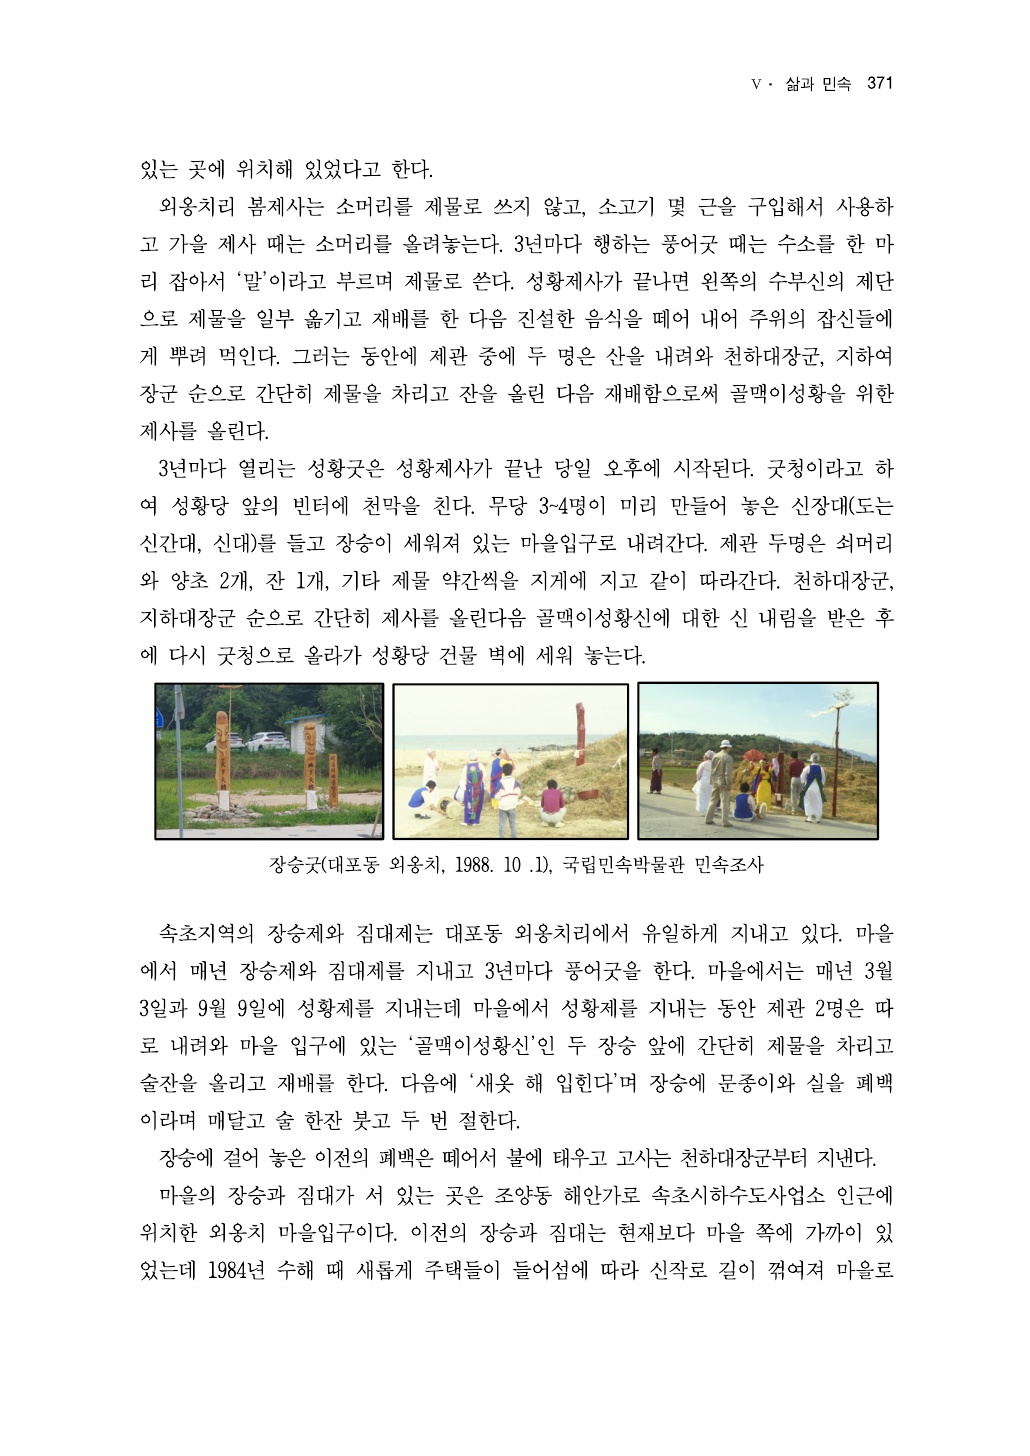 Ⅴ· 삶과 민속 371
있는 곳에 위치해 있었다고 한다.
외옹치리 봄제사는 소머리를 제물로 쓰지 않고, 소고기 몇 근을 구입해서 사용하
고 가을 제사 때는 소머리를 올려놓는다. 3년마다 행하는 풍어굿 때는 수소를 한 마
리 잡아서 ‘말’이라고 부르며 제물로 쓴다. 성황제사가 끝나면 왼쪽의 수부신의 제단
으로 제물을 일부 옮기고 재배를 한 다음 진설한 음식을 떼어 내어 주위의 잡신들에
게 뿌려 먹인다. 그러는 동안에 제관 중에 두 명은 산을 내려와 천하대장군, 지하여
장군 순으로 간단히 제물을 차리고 잔을 올린 다음 재배함으로써 골맥이성황을 위한
제사를 올린다.
3년마다 열리는 성황굿은 성황제사가 끝난 당일 오후에 시작된다. 굿청이라고 하
여 성황당 앞의 빈터에 천막을 친다. 무당 3~4명이 미리 만들어 놓은 신장대(도는
신간대, 신대)를 들고 장승이 세워져 있는 마을입구로 내려간다. 제관 두명은 쇠머리
와 양초 2개, 잔 1개, 기타 제물 약간씩을 지게에 지고 같이 따라간다. 천하대장군,
지하대장군 순으로 간단히 제사를 올린다음 골맥이성황신에 대한 신 내림을 받은 후
에 다시 굿청으로 올라가 성황당 건물 벽에 세워 놓는다.
장승굿(대포동 외옹치, 1988. 10 .1), 국립민속박물관 민속조사
속초지역의 장승제와 짐대제는 대포동 외옹치리에서 유일하게 지내고 있다. 마을
에서 매년 장승제와 짐대제를 지내고 3년마다 풍어굿을 한다. 마을에서는 매년 3월
3일과 9월 9일에 성황제를 지내는데 마을에서 성황제를 지내는 동안 제관 2명은 따
로 내려와 마을 입구에 있는 ‘골맥이성황신’인 두 장승 앞에 간단히 제물을 차리고
술잔을 올리고 재배를 한다. 다음에 ‘새옷 해 입힌다’며 장승에 문종이와 실을 폐백
이라며 매달고 술 한잔 붓고 두 번 절한다.
장승에 걸어 놓은 이전의 폐백은 떼어서 불에 태우고 고사는 천하대장군부터 지낸다.
마을의 장승과 짐대가 서 있는 곳은 조양동 해안가로 속초시하수도사업소 인근에
위치한 외옹치 마을입구이다. 이전의 장승과 짐대는 현재보다 마을 쪽에 가까이 있
었는데 1984년 수해 때 새롭게 주택들이 들어섬에 따라 신작로 길이 꺾여져 마을로